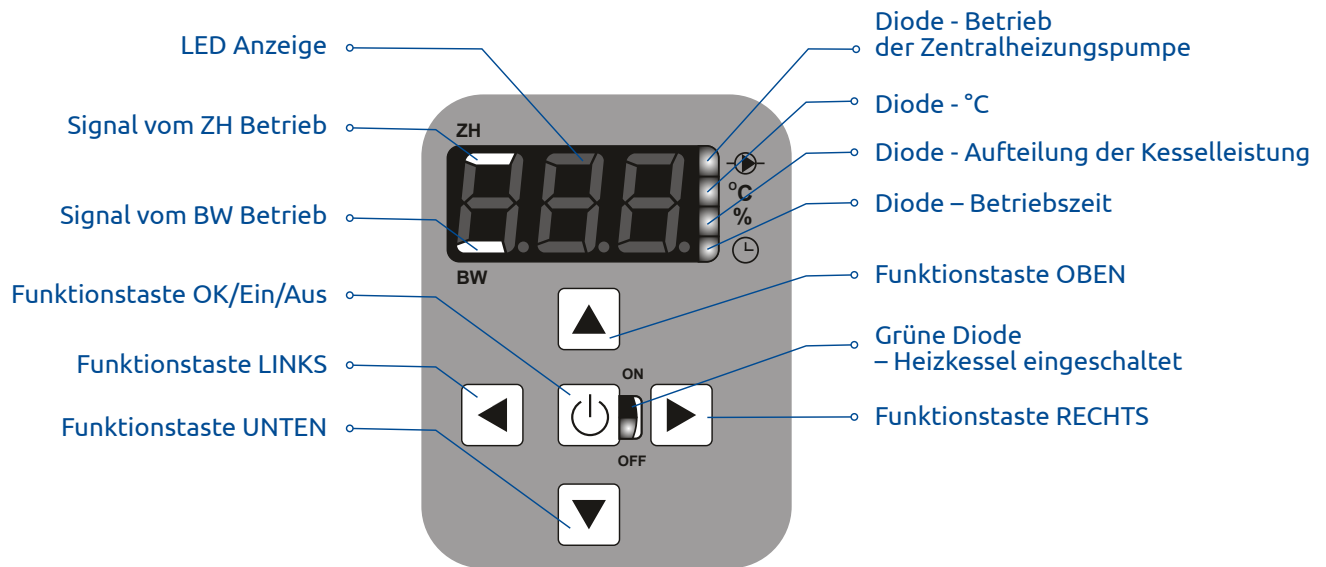 LED Anzeige
Signal vom ZH Betrieb
Signal vom BW Betrieb
Funktionstaste OK/Ein/Aus
Funktionstaste LINKS
Funktionstaste UNTEN
ZH
°C
%
BW
ON
OFF
Diode - Betrieb
der Zentralheizungspumpe
Diode - °C
Diode - Aufteilung der Kesselleistung
Diode – Betriebszeit
Funktionstaste OBEN
Grüne Diode
– Heizkessel eingeschaltet
Funktionstaste RECHTS